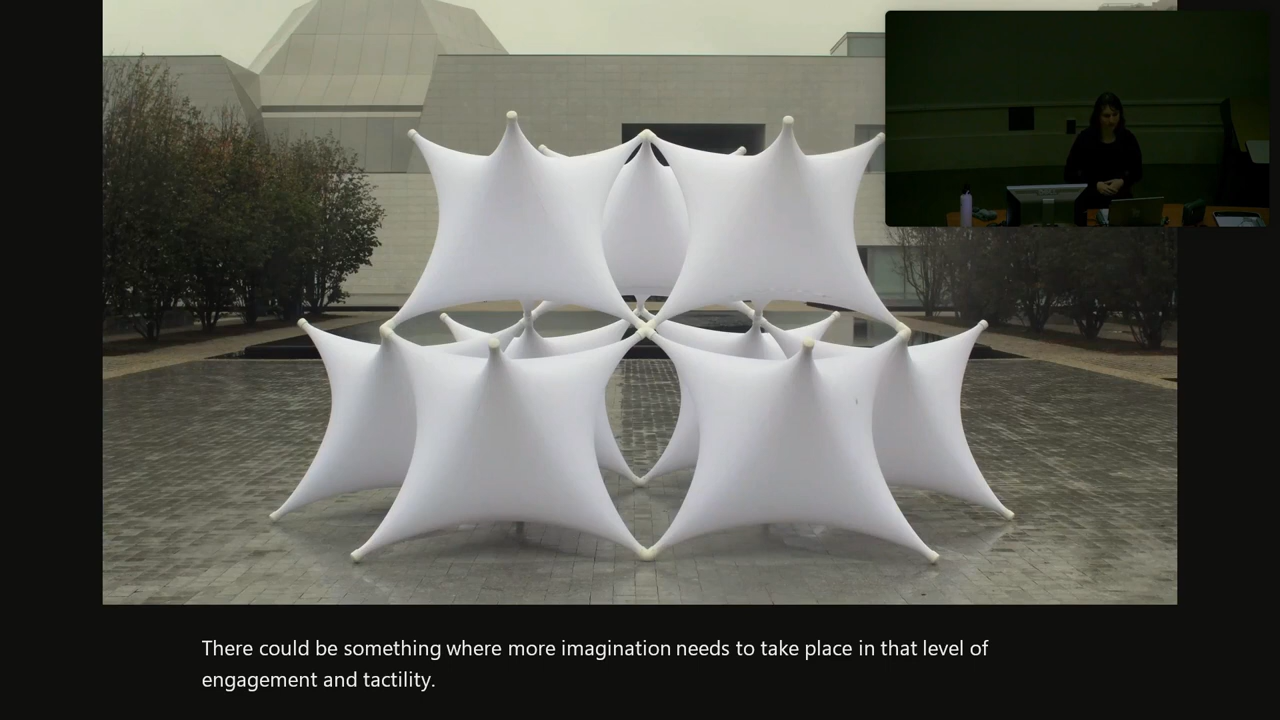 There could be something where more imagination needs to take place in that level of
engagement and tactility.